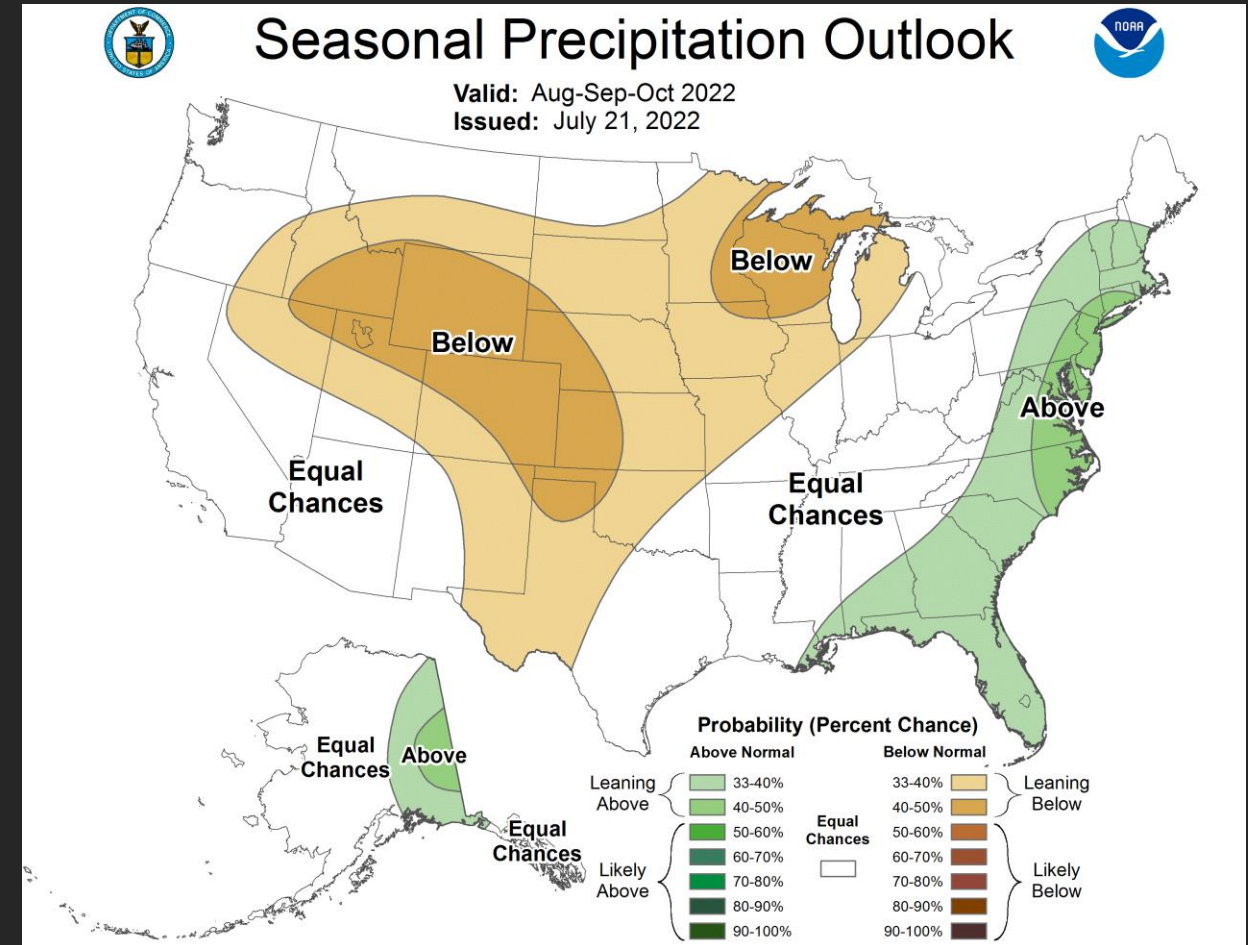 Seasonal Precipitation Outlook
NOAA
Valid: Aug-Sep-Oct 2022
Issued: July 21, 2022
Below
Below
Above
Equal
Chances
Equal
Chances
Equal
Chances
Above
Equal
Chances
Probability (Percent Chance)
Above Normal
Below Normal
Leaning
Above
33-40%
40-50%
Likely
Above
50-60%
60-70%
70-80%
80-90%
90-100%
Equal
Chances
33-40%
40-50%
Leaning
Below
50-60%
60-70%
70-80%
80-90%
90-100%
Likely
Below